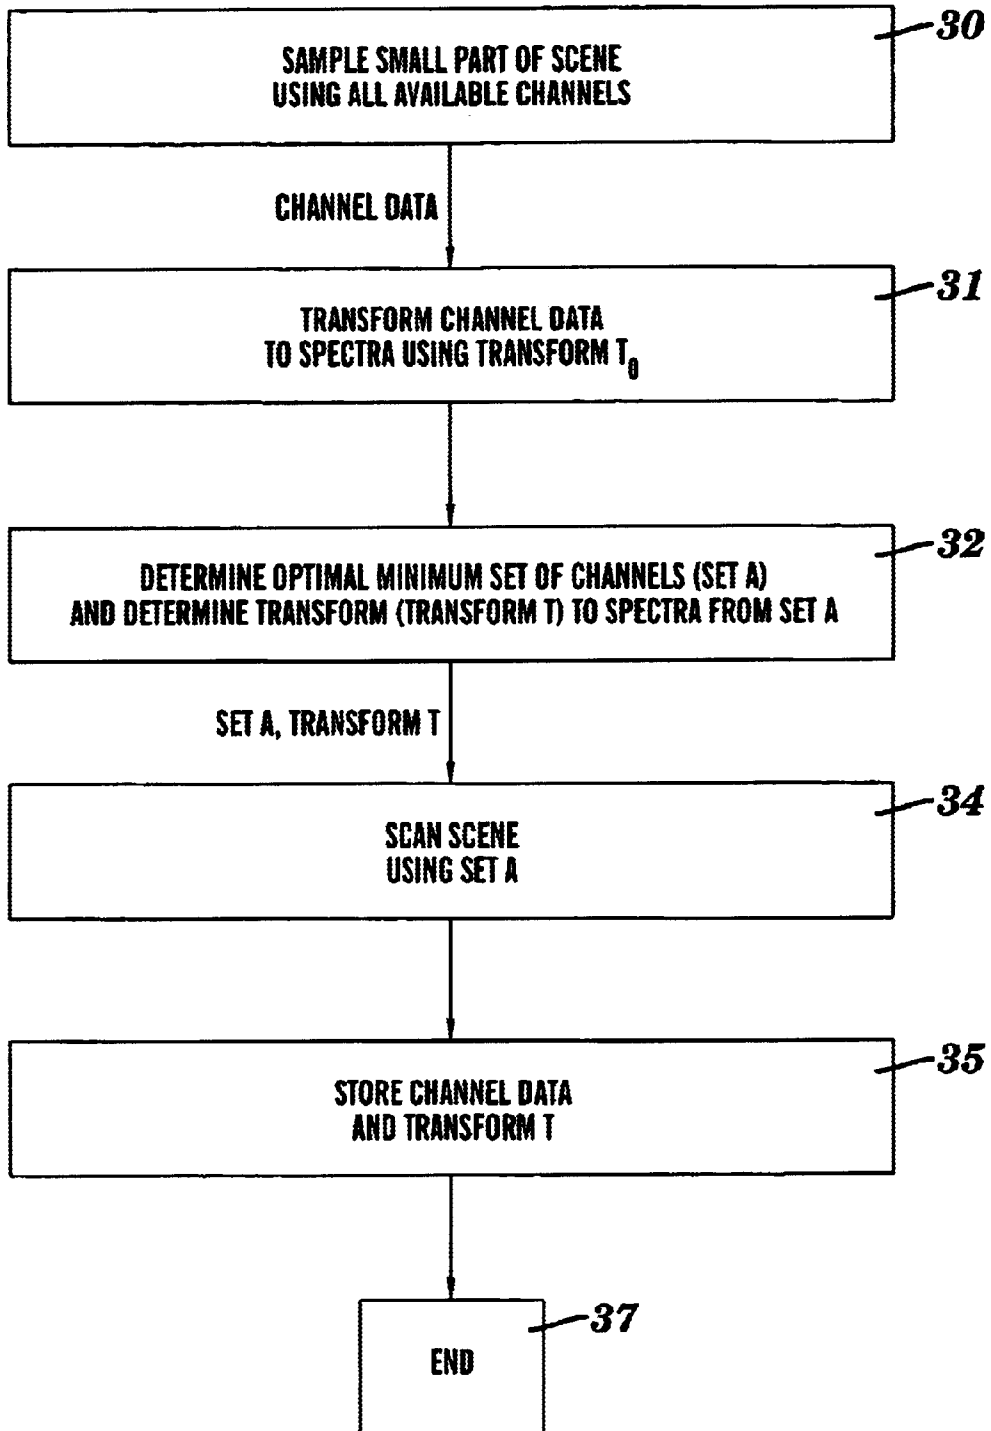 30
SAMPLE SMALL PART OF SCENE
USING ALL AVAILABLE CHANNELS
CHANNEL DATA
31
TRANSFORM CHANNEL DATA
TO SPECTRA USING TRANSFORM T0
32
DETERMINE OPTIMAL MINIMUM SET OF CHANNELS (SET A)
AND DETERMINE TRANSFORM (TRANSFORM T) TO SPECTRA FROM SET A
SET A, TRANSFORM T
34
SCAN SCENE
USING SET A
35
STORE CHANNEL DATA
AND TRANSFORM T
37
END